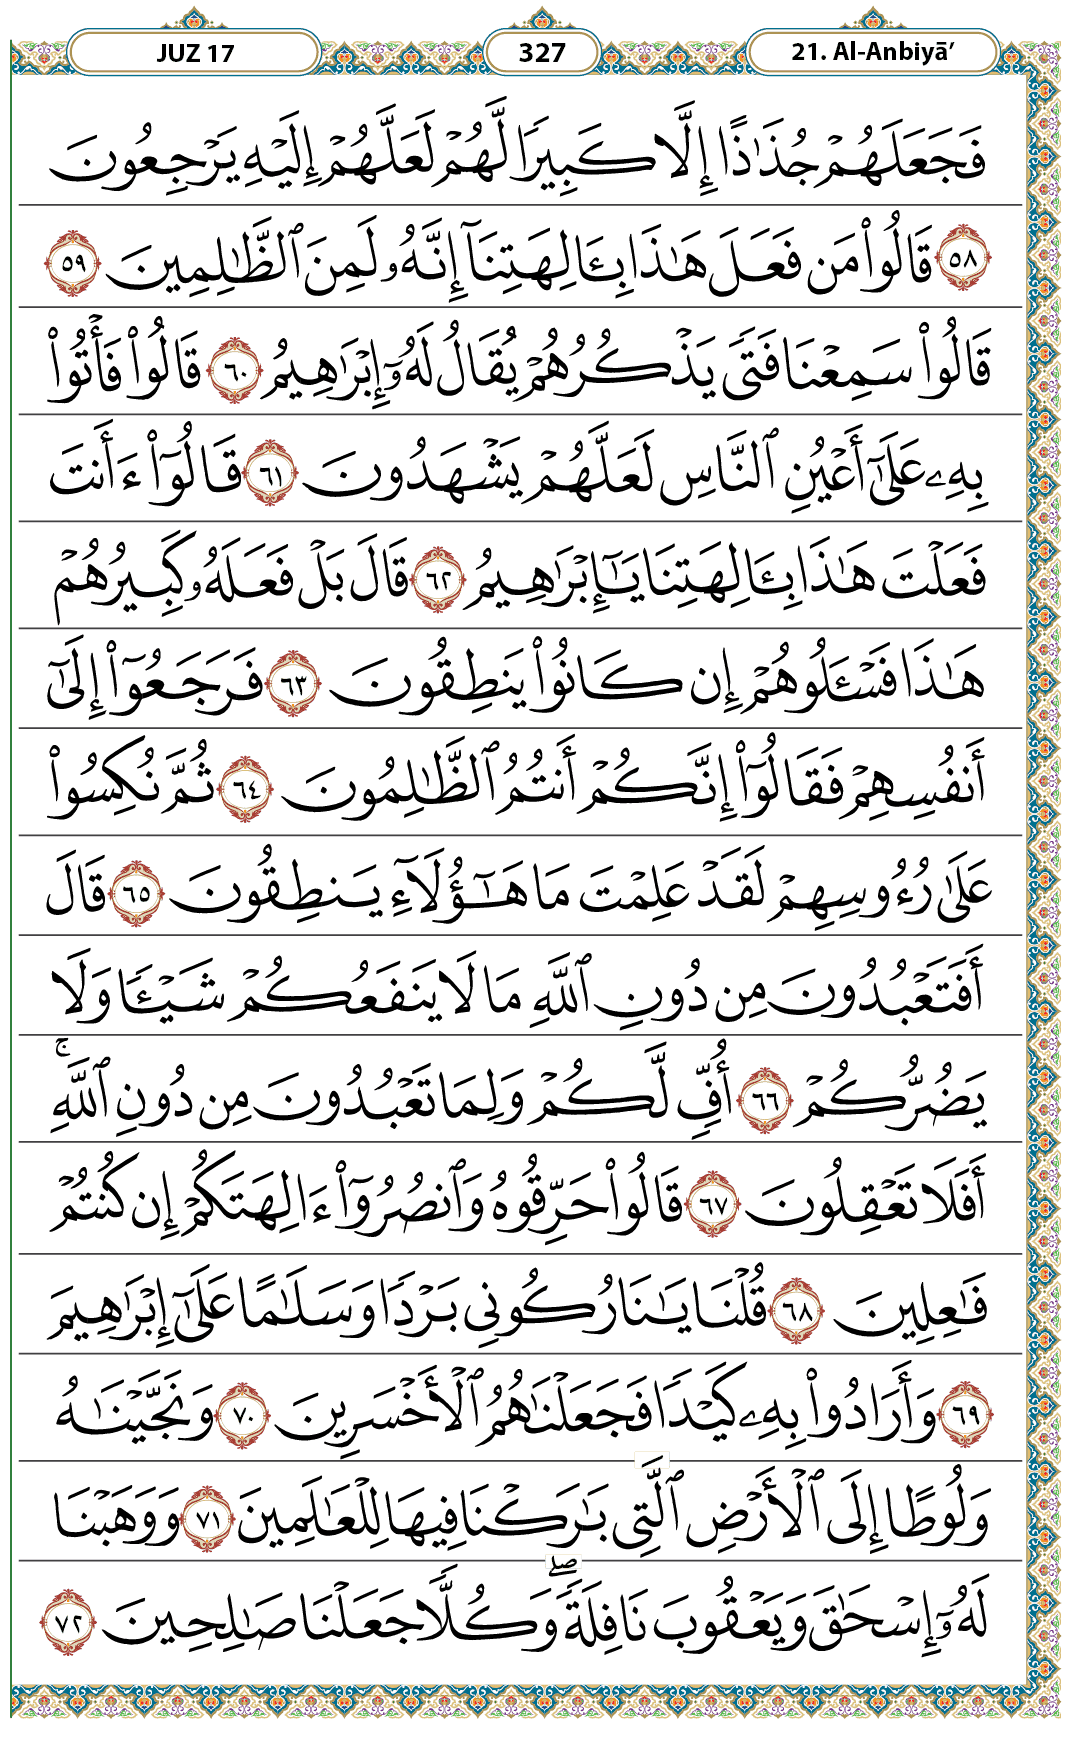 JUZ 17
327
21. Al-Anbiyā’
فَجَعَلَهُمْ جُذَٰذًا إِلَّا كَبِيرًا لَّهُمْ لَعَلَّهُمْ إِلَيْهِ يَرْجِعُونَ
٥٨ قَالُوا۟ مَن فَعَلَ هَٰذَا بِـَٔالِهَتِنَآ إِنَّهُۥ لَمِنَ ٱلظَّٰلِمِينَ ٥٩
قَالُوا۟ سَمِعْنَا فَتًى يَذْكُرُهُمْ يُقَالُ لَهُۥٓ إِبْرَٰهِيمُ ٦٠ قَالُوا۟ فَأْتُوا۟
بِهِۦ عَلَىٰٓ أَعْيُنِ ٱلنَّاسِ لَعَلَّهُمْ يَشْهَدُونَ ٦١ قَالُوٓا۟ ءَأَنتَ
فَعَلْتَ هَٰذَا بِـَٔالِهَتِنَا يَٰٓإِبْرَٰهِيمُ ٦٢ قَالَ بَلْ فَعَلَهُۥ كَبِيرُهُمْ
هَٰذَا فَسْـَٔلُوهُمْ إِن كَانُوا۟ يَنطِقُونَ ٦٣ فَرَجَعُوٓا۟ إِلَىٰٓ
أَنفُسِهِمْ فَقَالُوٓا۟ إِنَّكُمْ أَنتُمُ ٱلظَّٰلِمُونَ ٦٤ ثُمَّ نُكِسُوا۟
عَلَىٰ رُءُوسِهِمْ لَقَدْ عَلِمْتَ مَا هَٰٓؤُلَآءِ يَنطِقُونَ ٦٥ قَالَ
أَفَتَعْبُدُونَ مِن دُونِ ٱللَّهِ مَا لَا يَنفَعُكُمْ شَيْـًٔا وَلَا
يَضُرُّكُمْ ٦٦ أُفٍّ لَّكُمْ وَلِمَا تَعْبُدُونَ مِن دُونِ ٱللَّهِ ۚ
أَفَلَا تَعْقِلُونَ ٦٧ قَالُوا۟ حَرِّقُوهُ وَٱنصُرُوٓا۟ ءَالِهَتَكُمْ إِن كُنتُمْ
فَٰعِلِينَ ٦٨ قُلْنَا يَٰنَارُ كُونِى بَرْدًا وَسَلَٰمًا عَلَىٰٓ إِبْرَٰهِيمَ
٦٩ وَأَرَادُوا۟ بِهِۦ كَيْدًا فَجَعَلْنَٰهُمُ ٱلْأَخْسَرِينَ ٧٠ وَنَجَّيْنَٰهُ
وَلُوطًا إِلَى ٱلْأَرْضِ ٱلَّتِى بَٰرَكْنَا فِيهَا لِلْعَٰلَمِينَ ٧١ وَوَهَبْنَا
لَهُۥٓ إِسْحَٰقَ وَيَعْقُوبَ نَافِلَةً ۖ وَكُلًّا جَعَلْنَا صَٰلِحِينَ ٧٢